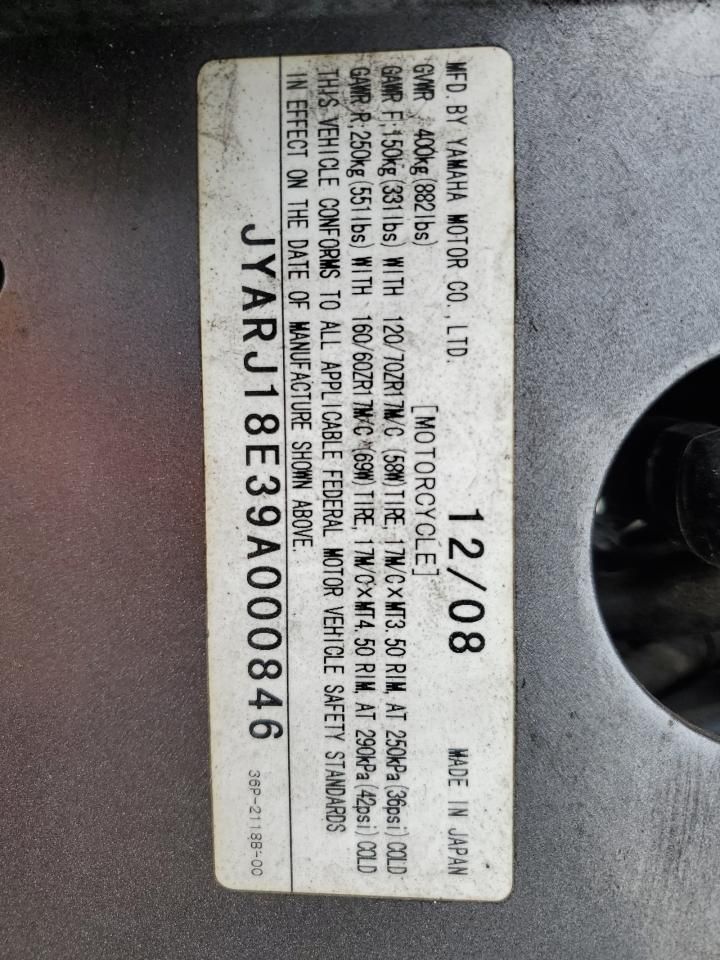 MFD. BY YAMAHA MOTOR CO., LTD. 12/08 MADE IN JAPAN
GVWR 400kg (882lbs) [MOTORCYCLE]
GAWR F;150kg (331lbs) WITH 120/70ZR17M/C (58W) TIRE, 17M/C×MT3.50 RIM, AT 250kPa (36psi) COLD
GAWR R;250kg (551lbs) WITH 160/60ZR17M/C (69W) TIRE, 17M/C×MT4.50 RIM, AT 290kPa (42psi) COLD
THIS VEHICLE CONFORMS TO ALL APPLICABLE FEDERAL MOTOR VEHICLE SAFETY STANDARDS
IN EFFECT ON THE DATE OF MANUFACTURE SHOWN ABOVE.
JYARJ18E39A000846 36P-2118B-00